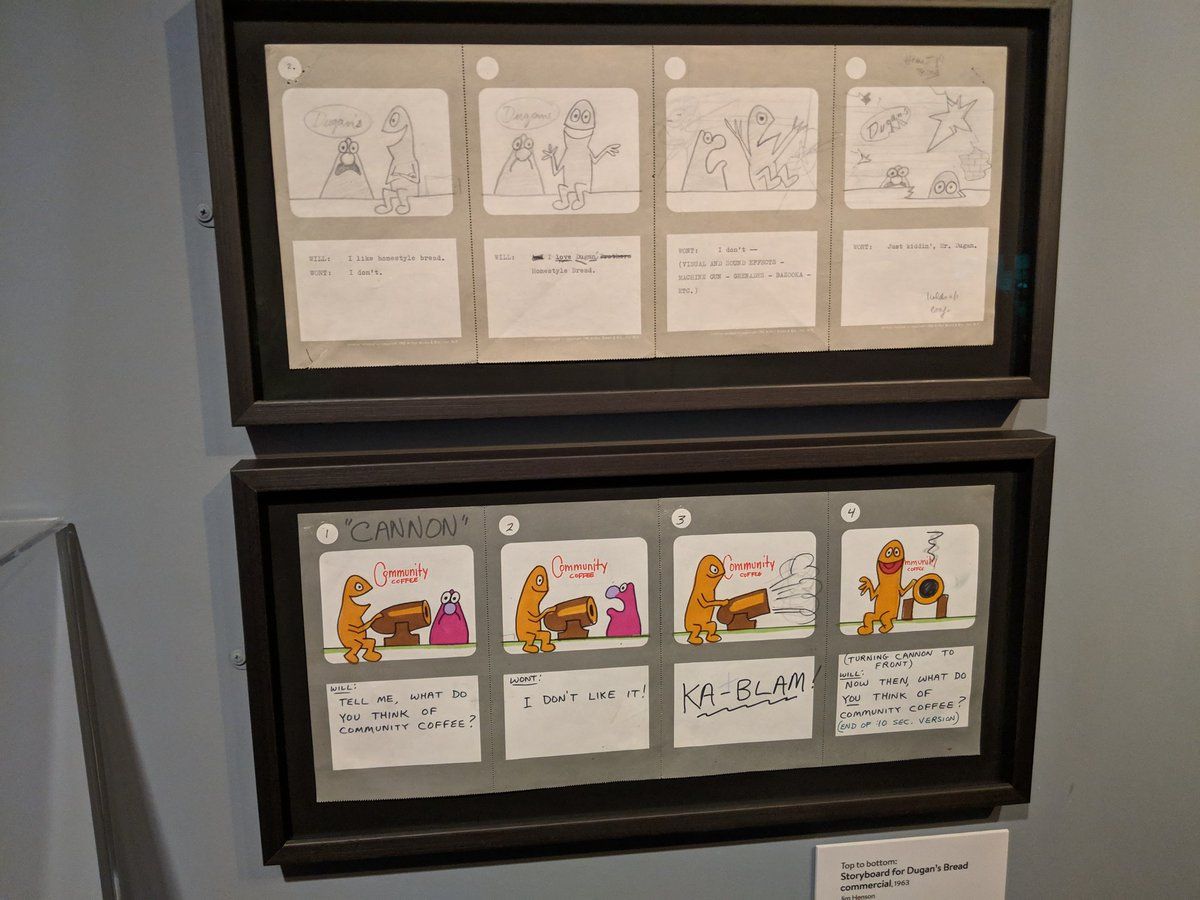 2.
Dugan's
WILL: I like homestyle bread.
WONT: I don't.
Dugans
WILL: I Love Dugan Brothers
Homestyle Bread.
WONT: I don't —
(VISUAL AND SOUND EFFECTS -
MACHINE GUN - GRENADES - BAZOOKA -
ETC.)
Dugan's
WONT: Just kiddin', Mr. Dugan.
1
"CANNON"
Community
COFFEE
WILL:
TELL ME, WHAT DO
YOU THINK OF
COMMUNITY COFFEE?
2
Community
COFFEE
WONT:
I DON'T LIKE IT!
3
Community
COFFEE
KA-BLAM!
4
mmunity
COFFEE
(TURNING CANNON TO
FRONT)
WILL:
NOW THEN, WHAT DO
YOU THINK OF
COMMUNITY COFFEE?
(END OF :10 SEC. VERSION)
Top to bottom:
Storyboard for Dugan's Bread
commercial, 1963
Jim Henson